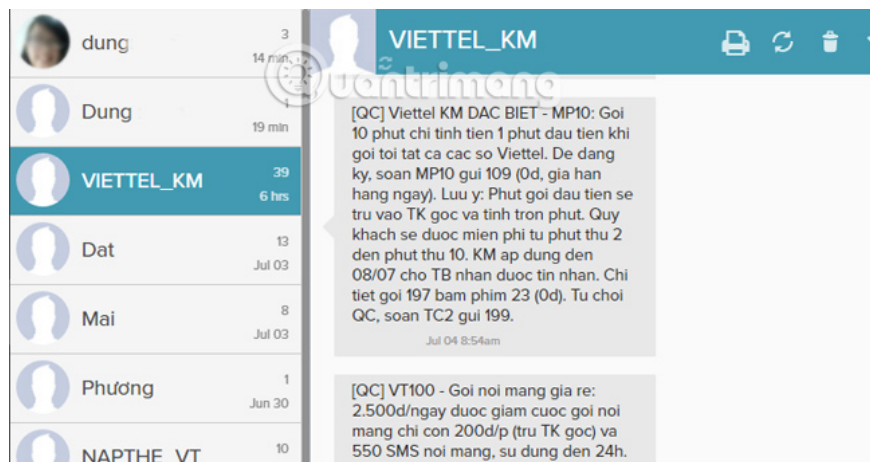 dung
3
14 min
Dung
1
19 min
VIETTEL_KM
39
6 hrs
Dat
13
Jul 03
Mai
8
Jul 03
Phương
1
Jun 30
NAPTHE_VT
10
VIETTEL_KM
Quantrimang
[QC] Viettel KM DAC BIET - MP10: Goi
10 phut chi tinh tien 1 phut dau tien khi
goi toi tat ca cac so Viettel. De dang
ky, soan MP10 gui 109 (0d, gia han
hang ngay). Luu y: Phut goi dau tien se
tru vao TK goc va tinh tron phut. Quy
khach se duoc mien phi tu phut thu 2
den phut thu 10. KM ap dung den
08/07 cho TB nhan duoc tin nhan. Chi
tiet goi 197 bam phim 23 (0d). Tu choi
QC, soan TC2 gui 199.
Jul 04 8:54am
[QC] VT100 - Goi noi mang gia re:
2.500d/ngay duoc giam cuoc goi noi
mang chi con 200d/p (tru TK goc) va
550 SMS noi mang, su dung den 24h.